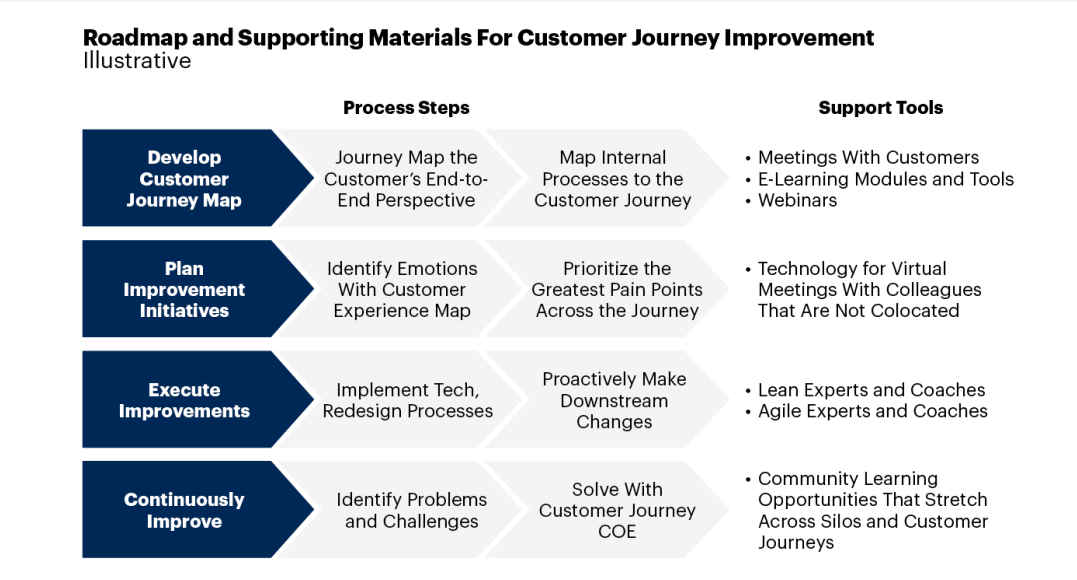 Roadmap and Supporting Materials For Customer Journey Improvement
Illustrative
Process Steps
Support Tools
Develop
Customer
Journey Map
Journey Map the
Customer's End-to-
End Perspective
Map Internal
Processes to the
Customer Journey
• Meetings With Customers
• E-Learning Modules and Tools
• Webinars
Plan
Improvement
Initiatives
Identify Emotions
With Customer
Experience Map
Prioritize the
Greatest Pain Points
Across the Journey
• Technology for Virtual
Meetings With Colleagues
That Are Not Colocated
Execute
Improvements
Implement Tech,
Redesign Processes
Proactively Make
Downstream
Changes
• Lean Experts and Coaches
• Agile Experts and Coaches
Continuously
Improve
Identify Problems
and Challenges
Solve With
Customer Journey
COE
• Community Learning
Opportunities That Stretch
Across Silos and Customer
Journeys